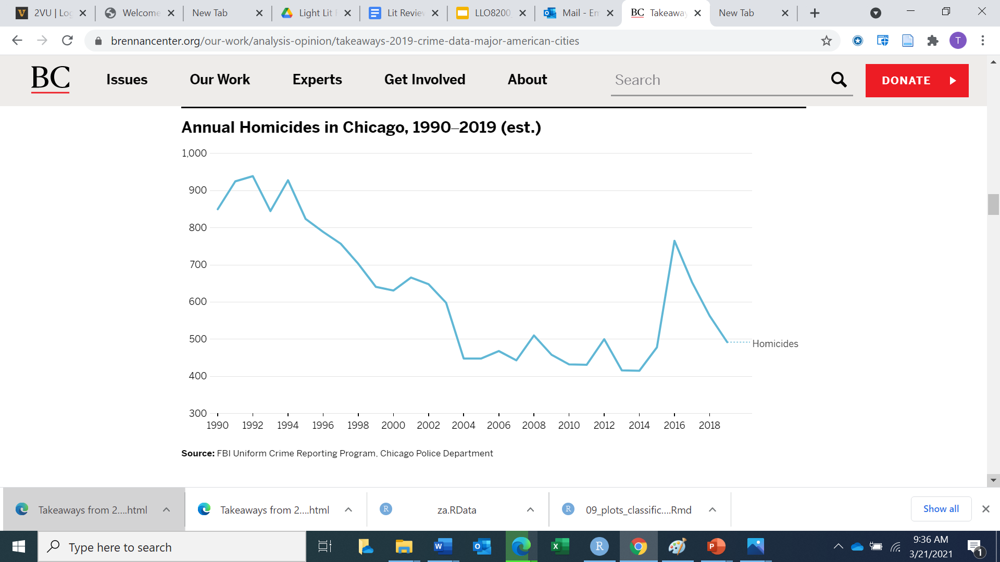 2VU | Log
Welcome
New Tab
Light Lit
Lit Review
LLO8200
Mail - Em
BC Takeaway
New Tab
brennancenter.org/our-work/analysis-opinion/takeaways-2019-crime-data-major-american-cities
T
BC
Issues
Our Work
Experts
Get Involved
About
Search
DONATE
Annual Homicides in Chicago, 1990–2019 (est.)
1,000
900
800
700
600
500
400
300
Homicides
1990 1992 1994 1996 1998 2000 2002 2004 2006 2008 2010 2012 2014 2016 2018
Source: FBI Uniform Crime Reporting Program, Chicago Police Department
Takeaways from 2....html
Takeaways from 2....html
R za.RData
R 09_plots_classific....Rmd
Show all
Type here to search
9:36 AM
3/21/2021
1